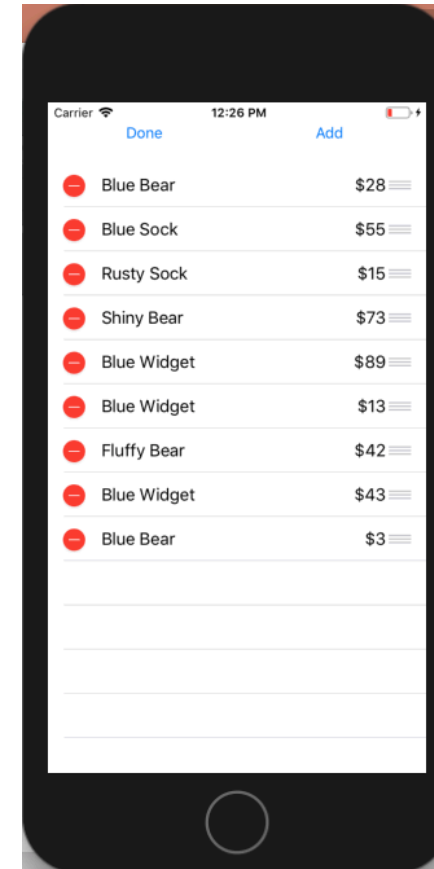 Carrier 12:26 PM
Done Add
Blue Bear $28
Blue Sock $55
Rusty Sock $15
Shiny Bear $73
Blue Widget $89
Blue Widget $13
Fluffy Bear $42
Blue Widget $43
Blue Bear $3